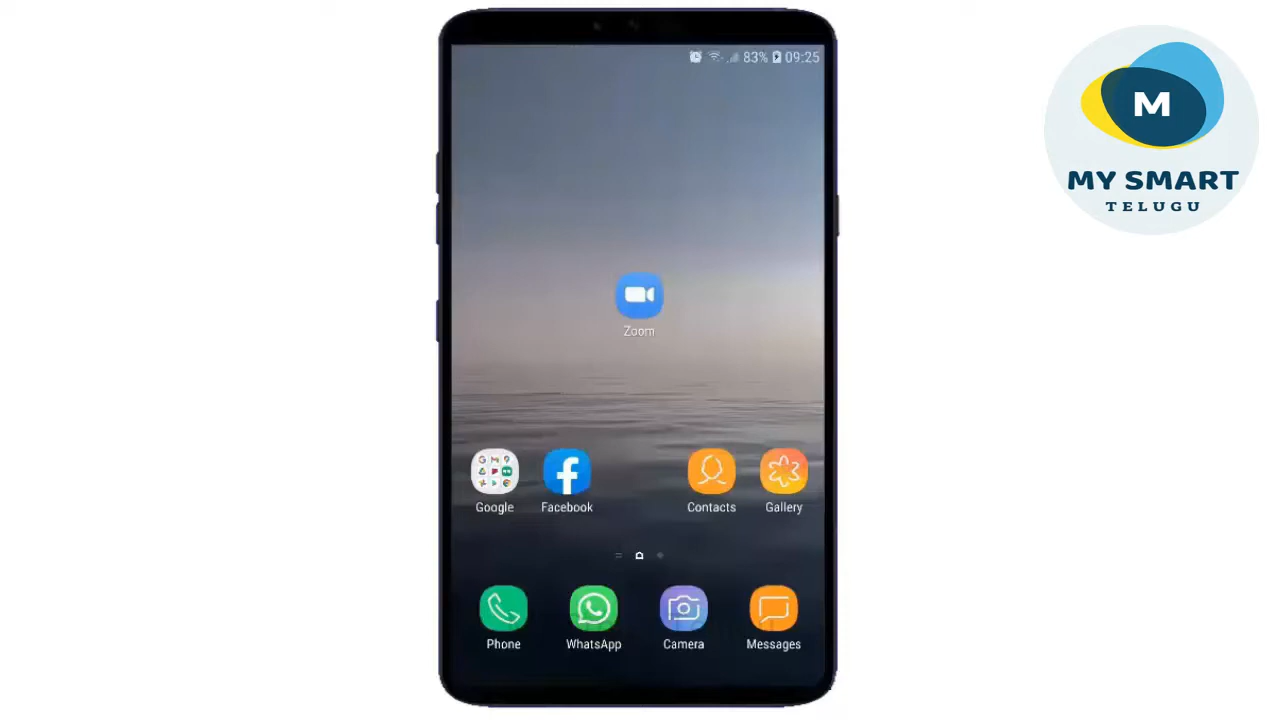 83% 09:25
M
MY SMART
TELUGU
Zoom
Google Facebook Contacts Gallery
Phone WhatsApp Camera Messages